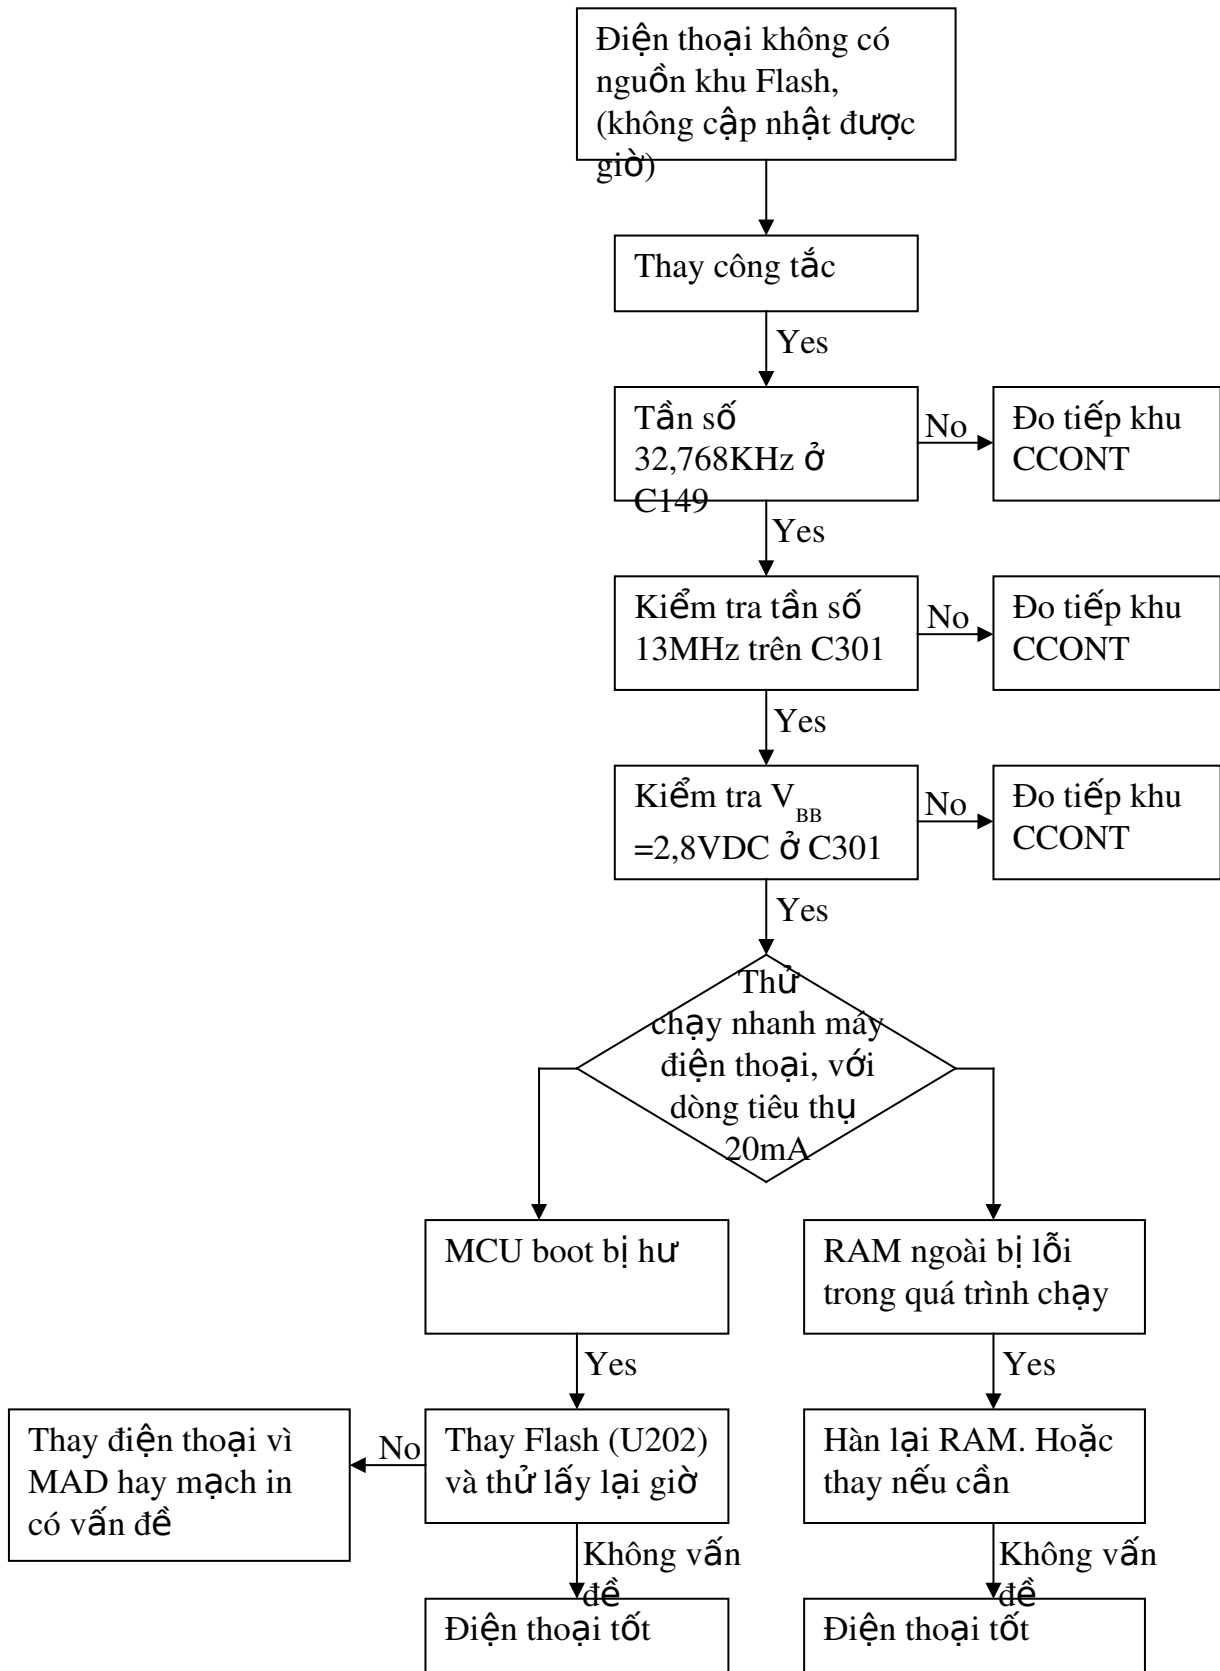 Điện thoại không có
nguồn khu Flash,
(không cập nhật được
giờ)
Thay công tắc
Yes
Tần số
32,768KHz ở
C149
No
Đo tiếp khu
CCONT
Yes
Kiểm tra tần số
13MHz trên C301
No
Đo tiếp khu
CCONT
Yes
Kiểm tra V BB
=2,8VDC ở C301
No
Đo tiếp khu
CCONT
Yes
Thử
chạy nhanh máy
điện thoại, với
dòng tiêu thụ
20mA
MCU boot bị hư
RAM ngoài bị lỗi
trong quá trình chạy
Yes
Yes
Thay điện thoại vì
MAD hay mạch in
có vấn đề
No
Thay Flash (U202)
và thử lấy lại giờ
Hàn lại RAM. Hoặc
thay nếu cần
Không vấn
đề
Không vấn
đề
Điện thoại tốt
Điện thoại tốt